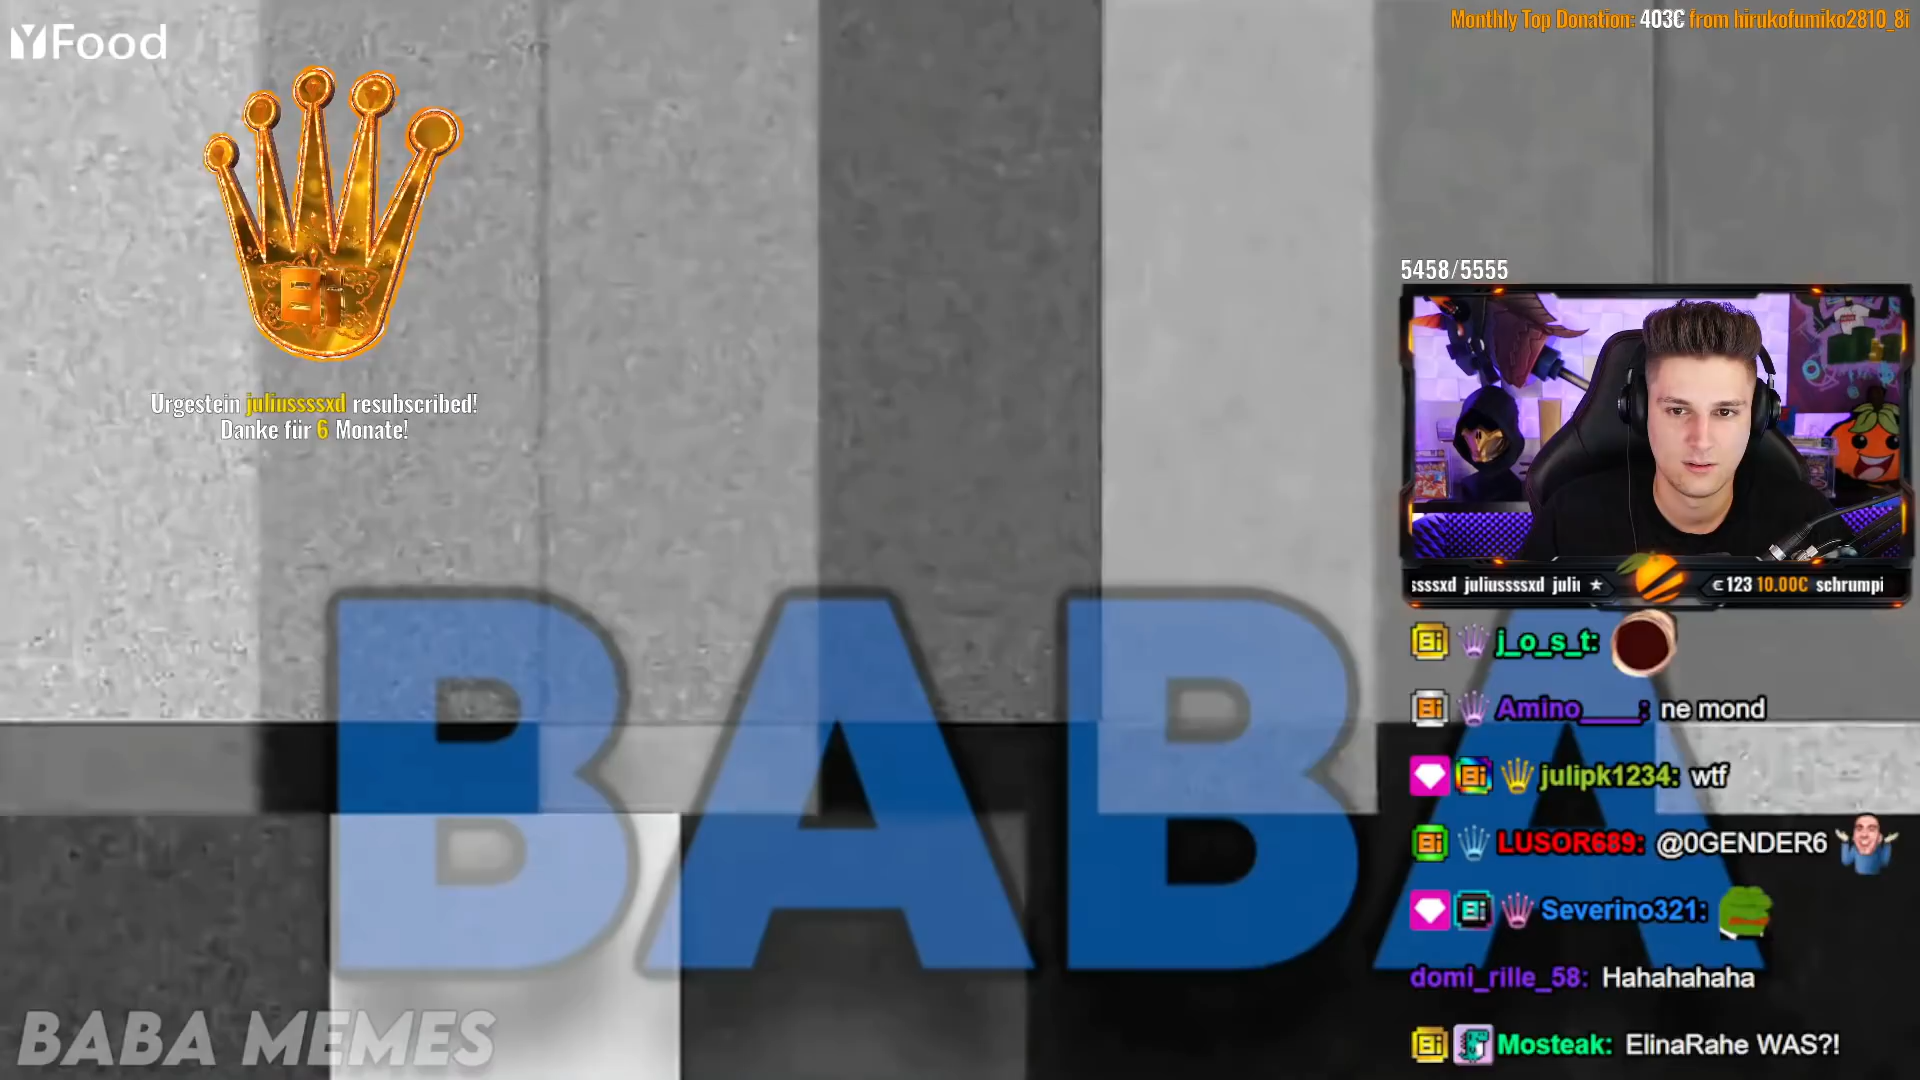 YFood
Monthly Top Donation: 403€ from hirukofumiko2810_8i
Urgestein juliussssxd resubscribed!
Danke für 6 Monate!
5458/5555
ssssxd juliussssxd juliu ★
123 10.00€ schrumpi
j_o_s_t:
Amino____: ne mond
julipk1234: wtf
LUSOR689: @0GENDER6
Severino321:
domi_rille_58: Hahahahaha
Mosteak: ElinaRahe WAS?!
BABA
BABA MEMES